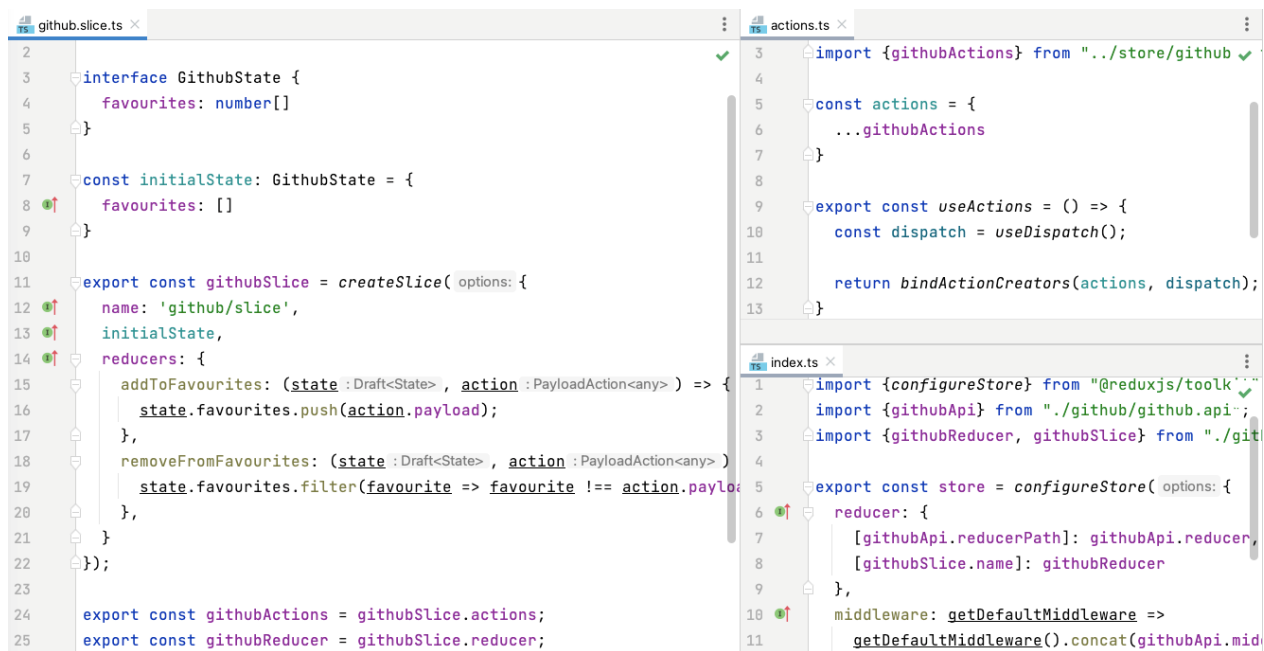 github.slice.ts
2
3 interface GithubState {
4 favourites: number[]
5 }
6
7 const initialState: GithubState = {
8 favourites: []
9 }
10
11 export const githubSlice = createSlice( options: {
12 name: 'github/slice',
13 initialState,
14 reducers: {
15 addToFavourites: (state : Draft<State> , action : PayloadAction<any> ) => {
16 state.favourites.push(action.payload);
17 },
18 removeFromFavourites: (state : Draft<State> , action : PayloadAction<any> )
19 state.favourites.filter(favourite => favourite !== action.paylo
20 },
21 }
22 });
23
24 export const githubActions = githubSlice.actions;
25 export const githubReducer = githubSlice.reducer;
actions.ts
3 import {githubActions} from "../store/github
4
5 const actions = {
6 ...githubActions
7 }
8
9 export const useActions = () => {
10 const dispatch = useDispatch();
11
12 return bindActionCreators(actions, dispatch);
13 }
index.ts
1 import {configureStore} from "@reduxjs/toolk
2 import {githubApi} from "./github/github.api";
3 import {githubReducer, githubSlice} from "./git
4
5 export const store = configureStore( options: {
6 reducer: {
7 [githubApi.reducerPath]: githubApi.reducer,
8 [githubSlice.name]: githubReducer
9 },
10 middleware: getDefaultMiddleware =>
11 getDefaultMiddleware().concat(githubApi.mid